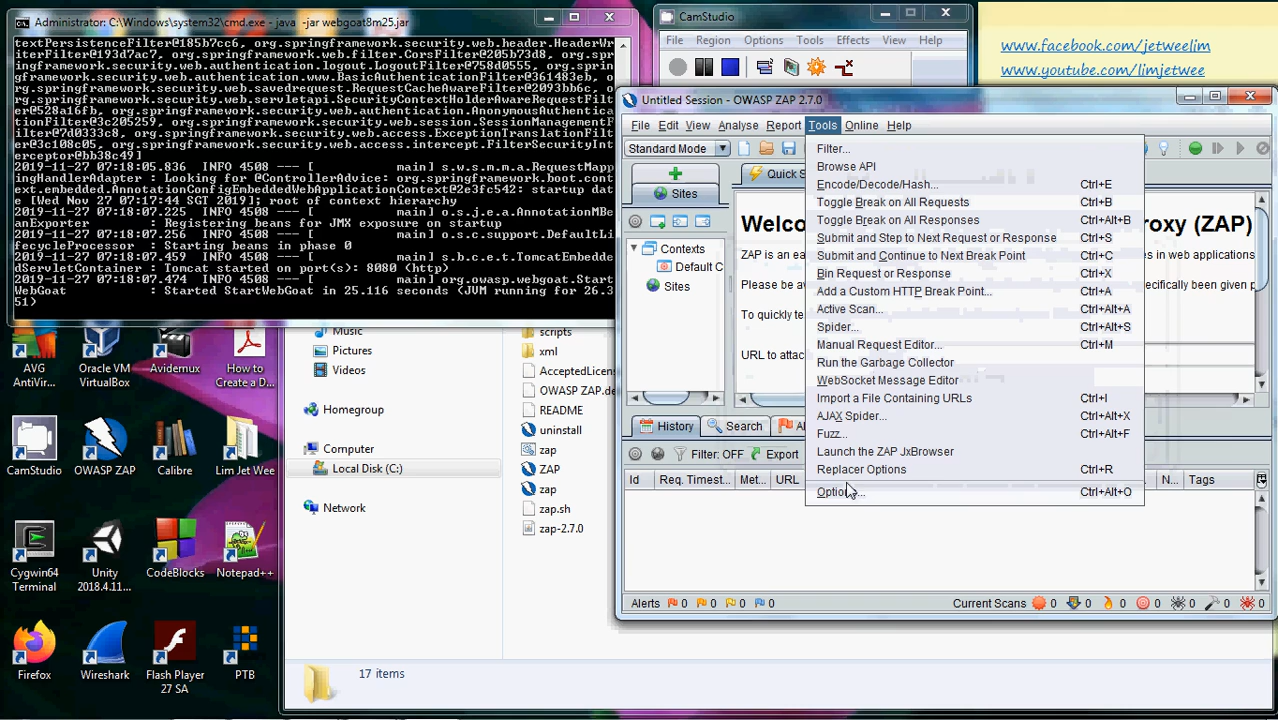 Administrator: C:\Windows\system32\cmd.exe - java -jar webgoat8m25.jar
textPersistenceFilter@185b7cc6, org.springframework.security.web.header.HeaderWr
iterFilter@193d7ac7, org.springframework.web.filter.CorsFilter@205b73d8, org.spr
ingframework.security.web.authentication.logout.LogoutFilter@758d0555, org.sprin
gframework.security.web.authentication.www.BasicAuthenticationFilter@361483eb, o
rg.springframework.security.web.savedrequest.RequestCacheAwareFilter@2093bb6c, o
rg.springframework.security.web.servletapi.SecurityContextHolderAwareRequestFilt
er@528a16fb, org.springframework.security.web.authentication.AnonymousAuthentica
tionFilter@3c205259, org.springframework.security.web.session.SessionManagementF
ilter@7d0333fb, org.springframework.security.web.access.ExceptionTranslationFil
ter@3c108c05, org.springframework.security.web.access.intercept.FilterSecurityIn
terceptor@bb38c49]
2019-11-27 07:18:05.836 INFO 4508 --- [ main] s.w.s.m.m.a.RequestMapp
ingHandlerAdapter : Looking for @ControllerAdvice: org.springframework.boot.cont
ext.embedded.AnnotationConfigEmbeddedWebApplicationContext@2e3fc542: startup dat
e [Wed Nov 27 07:17:44 SGT 2019]; root of context hierarchy
2019-11-27 07:18:07.225 INFO 4508 --- [ main] o.s.j.e.a.AnnotationMBe
anExporter : Registering beans for JMX exposure on startup
2019-11-27 07:18:07.285 INFO 4508 --- [ main] o.s.c.support.DefaultLi
fecycleProcessor : Starting beans in phase 0
2019-11-27 07:18:07.459 INFO 4508 --- [ main] s.b.c.e.t.TomcatEmbedde
dServletContainer : Tomcat started on port(s): 8080 (http)
2019-11-27 07:18:07.474 INFO 4508 --- [ main] org.owasp.webgoat.Start
WebGoat : Started StartWebGoat in 25.116 seconds (JVM running for 26.3
51)
CamStudio
File Region Options Tools Effects View Help
www.facebook.com/jetweelim
www.youtube.com/limjetwee
Untitled Session - OWASP ZAP 2.7.0
File Edit View Analyse Report Tools Online Help
Standard Mode
Sites
Contexts
Default C
Sites
Quick S
Welco
roxy (ZAP)
ZAP is an ea
in web applications
Please be aw
ecifically been given p
To quickly te
URL to attac
Filter...
Browse API
Encode/Decode/Hash... Ctrl+E
Toggle Break on All Requests Ctrl+B
Toggle Break on All Responses Ctrl+Alt+B
Submit and Step to Next Request or Response Ctrl+S
Submit and Continue to Next Break Point Ctrl+C
Bin Request or Response Ctrl+X
Add a Custom HTTP Break Point... Ctrl+A
Active Scan... Ctrl+Alt+A
Spider... Ctrl+Alt+S
Manual Request Editor... Ctrl+M
Run the Garbage Collector
WebSocket Message Editor
Import a File Containing URLs Ctrl+I
AJAX Spider... Ctrl+Alt+X
Fuzz... Ctrl+Alt+F
Launch the ZAP JxBrowser
Replacer Options Ctrl+R
Options... Ctrl+Alt+O
History Search Al
Filter: OFF Export
Id Req. Timest... Met... URL N... Tags
Alerts 0 0 0 0 Current Scans 0 0 0 0 0 0 0
Music
Pictures
Videos
Homegroup
Computer
Local Disk (C:)
Network
scripts
xml
AcceptedLicens
OWASP ZAP.de
README
uninstall
zap
ZAP
zap
zap.sh
zap-2.7.0
17 items
AVG AntiVir...
Oracle VM VirtualBox
Avidemux
How to Create a D...
CamStudio
OWASP ZAP
Calibre
Lim Jet Wee
Cygwin64 Terminal
Unity 2018.4.11...
CodeBlocks
Notepad++
Firefox
Wireshark
Flash Player 27 SA
PTB